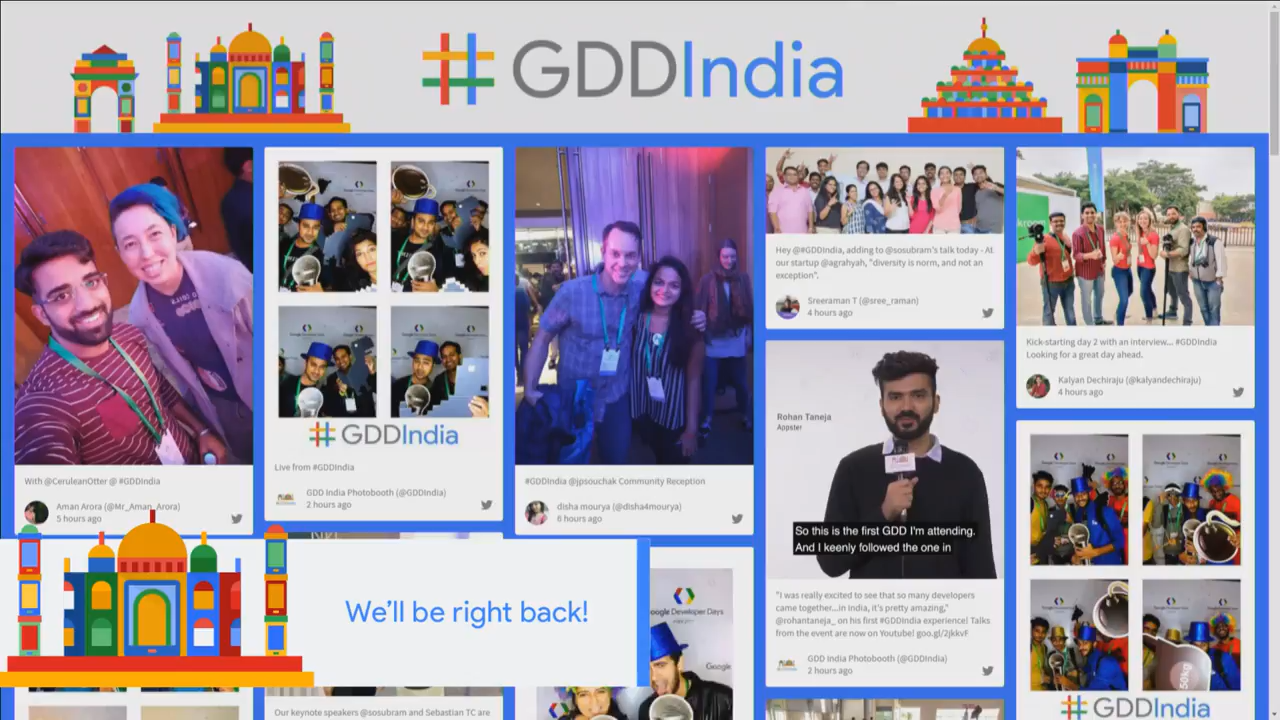 #GDDIndia
With @CeruleanOtter @ #GDDIndia
Aman Arora (@Mr_Aman_Arora)
5 hours ago
#GDDIndia
Live from #GDDIndia
GDD India Photobooth (@GDDIndia)
2 hours ago
Our keynote speakers @sosubram and Sebastian TC are
#GDDIndia @jpsouchak Community Reception
disha mourya (@disha4mourya)
6 hours ago
Google Developer Days
Google
Hey @#GDDIndia, adding to @sosubram's talk today - At
our startup @agrahyah, "diversity is norm, and not an
exception".
Sreeraman T (@sree_raman)
4 hours ago
Rohan Taneja
Appster
So this is the first GDD I'm attending.
And I keenly followed the one in
"I was really excited to see that so many developers
came together...in India, it's pretty amazing,"
@rohantaneja_ on his first #GDDIndia experience! Talks
from the event are now on Youtube! goo.gl/2jkkvF
GDD India Photobooth (@GDDIndia)
2 hours ago
Kick-starting day 2 with an interview... #GDDIndia
Looking for a great day ahead.
Kalyan Dechiraju (@kalyandechiraju)
4 hours ago
#GDDIndia
We'll be right back!